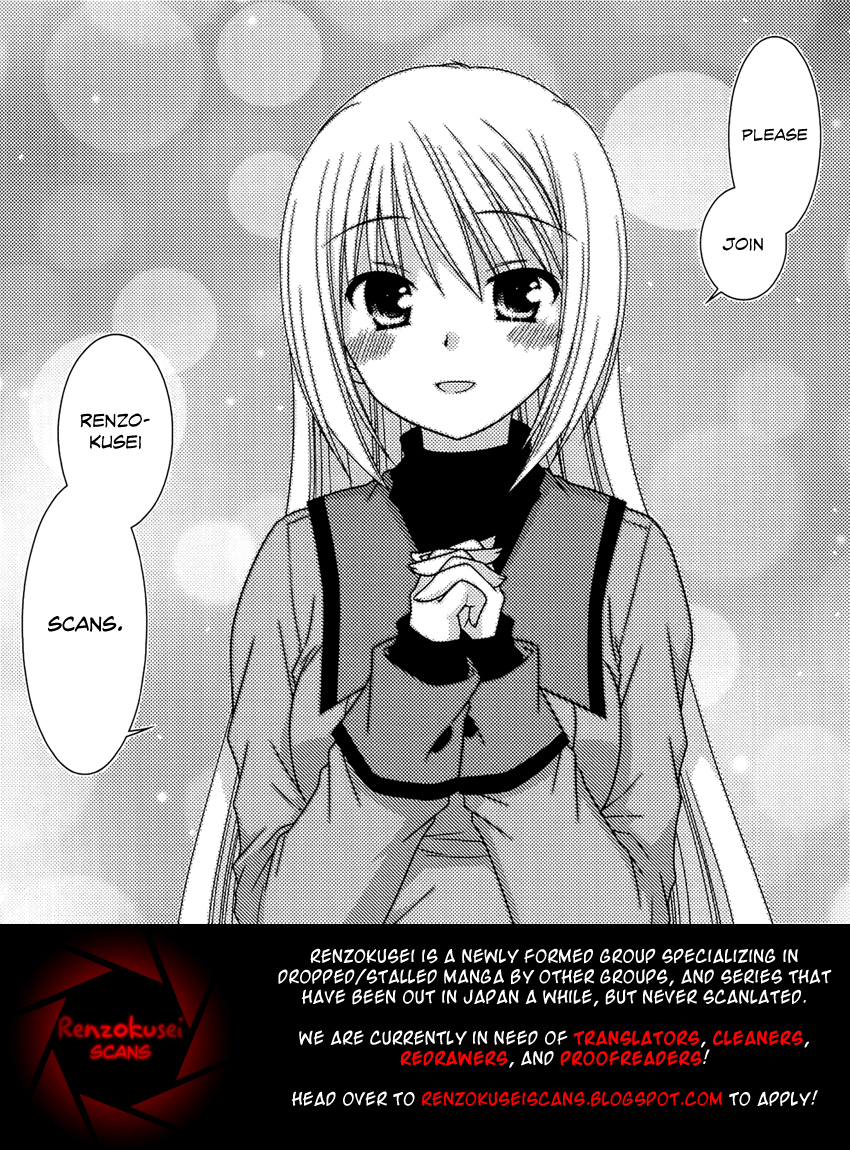 PLEASE
JOIN
RENZO-
KUSEI
SCANS.
Renzokusei
SCANS
RENZOKUSEI IS A NEWLY FORMED GROUP SPECIALIZING IN
DROPPED/STALLED MANGA BY OTHER GROUPS, AND SERIES THAT
HAVE BEEN OUT IN JAPAN A WHILE, BUT NEVER SCANLATED.
WE ARE CURRENTLY IN NEED OF TRANSLATORS, CLEANERS,
REDRAWERS, AND PROOFREADERS!
HEAD OVER TO RENZOKUSEISCANS.BLOGSPOT.COM TO APPLY!